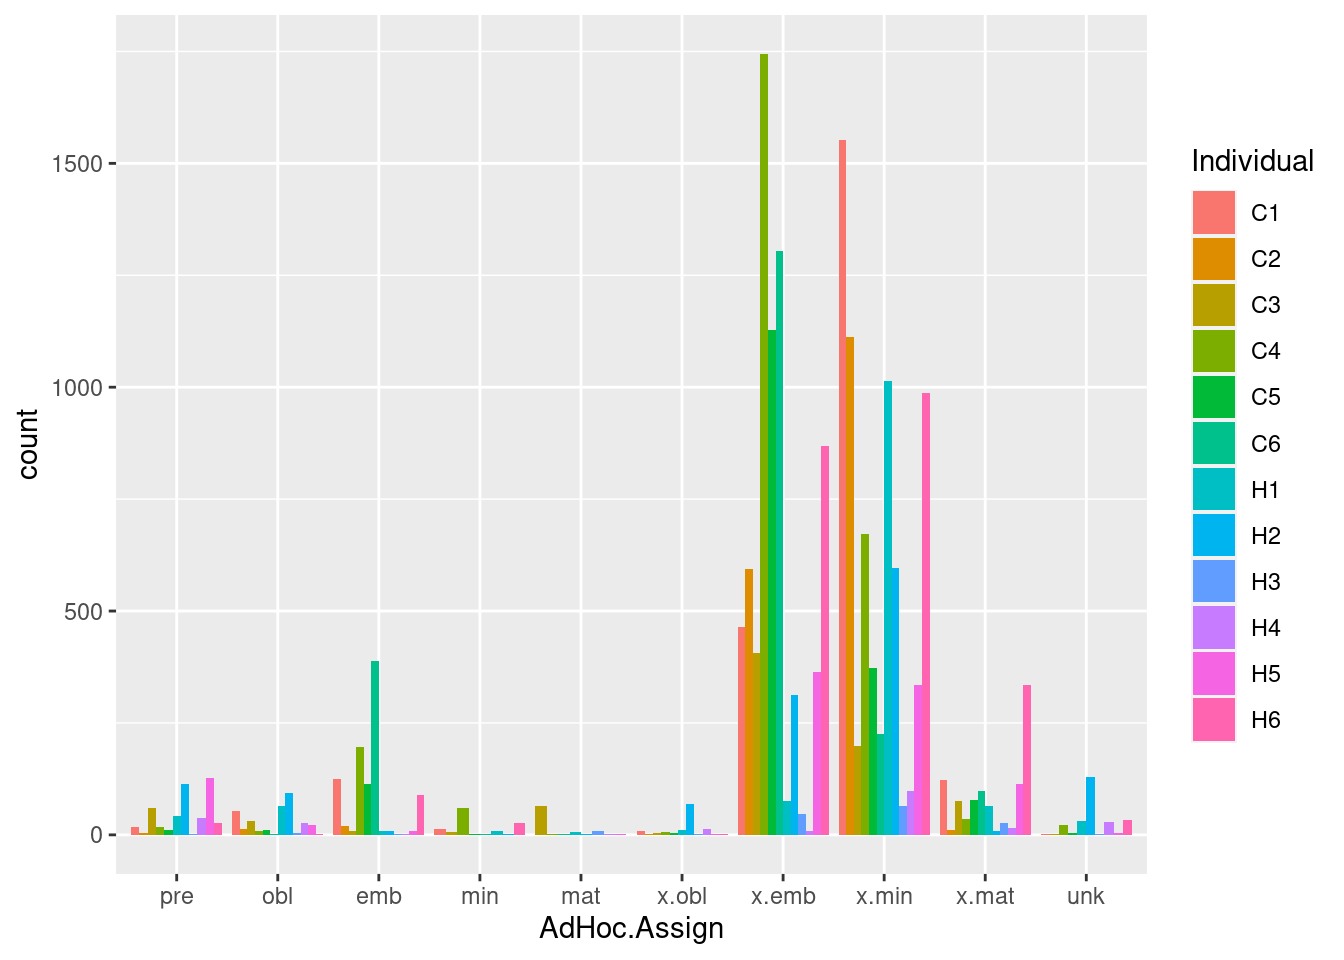 1500
1000
500
0
count
pre obl emb min mat x.obl x.emb x.min x.mat unk
AdHoc.Assign
Individual
C1
C2
C3
C4
C5
C6
H1
H2
H3
H4
H5
H6